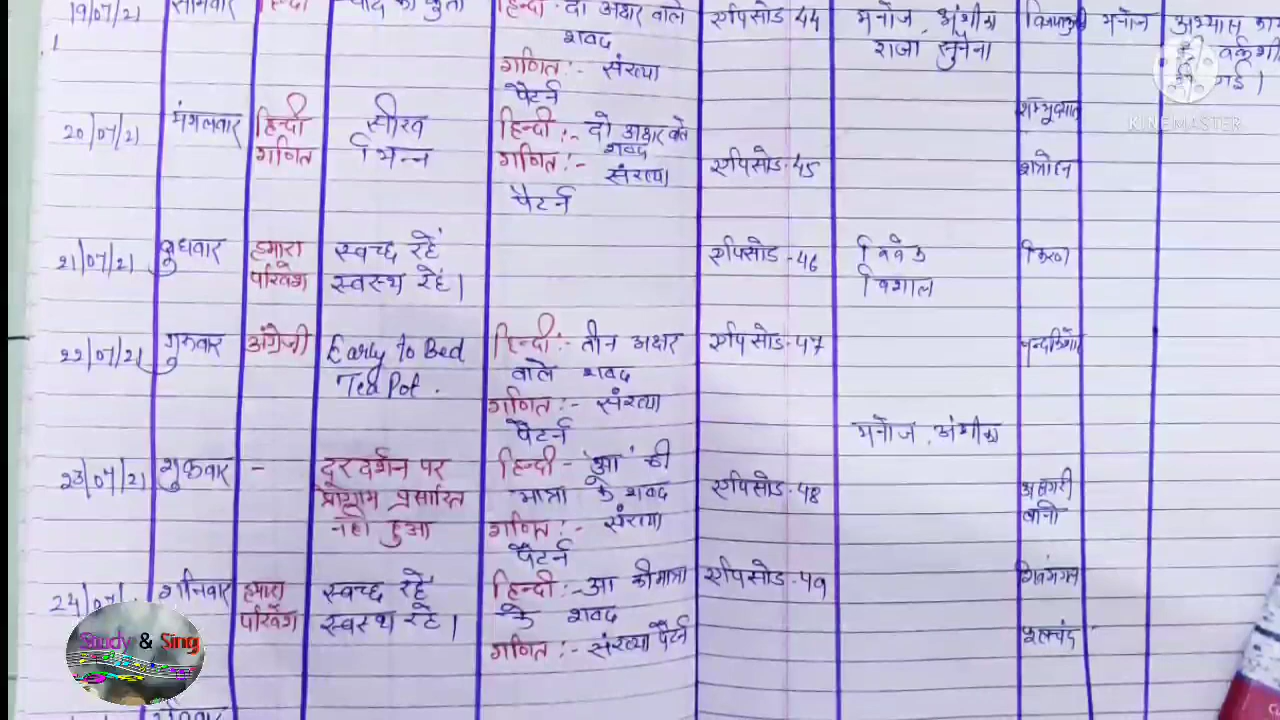 19/07/21 सोमवार हिन्दी हिन्दी - दो अक्षर वाले एपिसोड - 44 मनोज अंशिका मनोज अभ्यास
शब्द राजा सुनैना
गणित :- संख्या गई।
पैटर्न
20/07/21 मंगलवार हिन्दी सौरव हिन्दी :- दो अक्षर वाले
गणित भिन्न शब्द
गणित :- संख्या एपिसोड - 45
पैटर्न
21/07/21 बुधवार हमारा स्वच्छ रहें एपिसोड - 46 विवेक किरण
परिवेश स्वस्थ रहें। विशाल
22/07/21 गुरुवार अंग्रेजी Early to Bed हिन्दी :- तीन अक्षर एपिसोड - 47
Tea Pot . वाले शब्द
गणित :- संख्या
पैटर्न मनोज , अंशिका
23/07/21 शुक्रवार - दूरदर्शन पर हिन्दी - 'आ' की
प्रोग्राम प्रसारित मात्रा के शब्द एपिसोड - 48
नही हुआ गणित :- संख्या
पैटर्न
24/07/ शनिवार हमारा स्वच्छ रहें हिन्दी :- आ की मात्रा एपिसोड - 49
परिवेश स्वस्थ रहें। के शब्द
गणित :- संख्या पैटर्न
Study & Sing
KINEMASTER